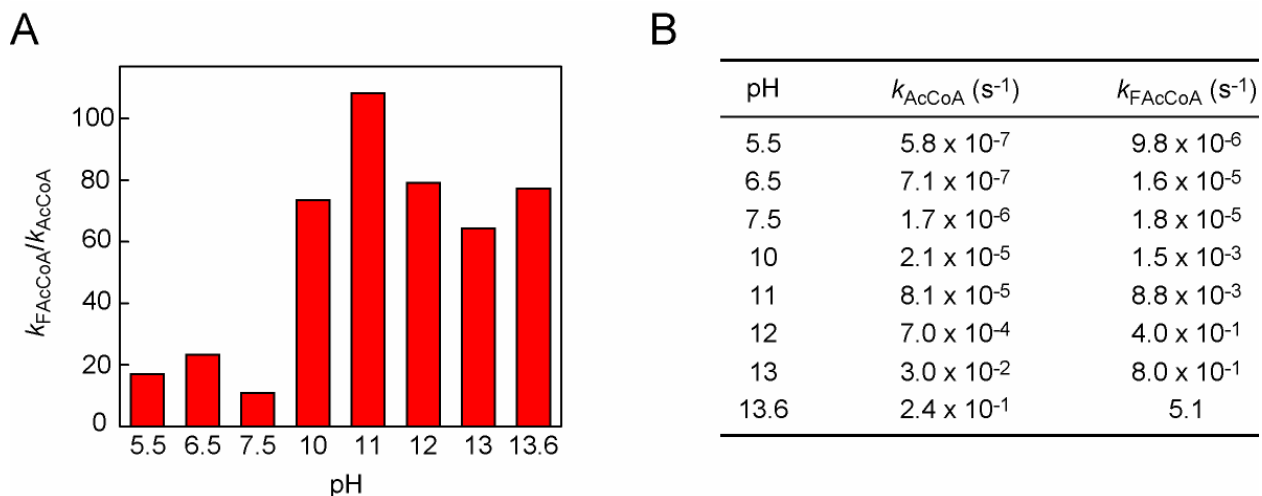 A
k_FAcCoA/k_AcCoA
100
80
60
40
20
0
5.5 6.5 7.5 10 11 12 13 13.6
pH
B
pH k_AcCoA (s⁻¹) k_FAcCoA (s⁻¹)
5.5 5.8 x 10⁻⁷ 9.8 x 10⁻⁶
6.5 7.1 x 10⁻⁷ 1.6 x 10⁻⁵
7.5 1.7 x 10⁻⁶ 1.8 x 10⁻⁵
10 2.1 x 10⁻⁵ 1.5 x 10⁻³
11 8.1 x 10⁻⁵ 8.8 x 10⁻³
12 7.0 x 10⁻⁴ 4.0 x 10⁻¹
13 3.0 x 10⁻² 8.0 x 10⁻¹
13.6 2.4 x 10⁻¹ 5.1